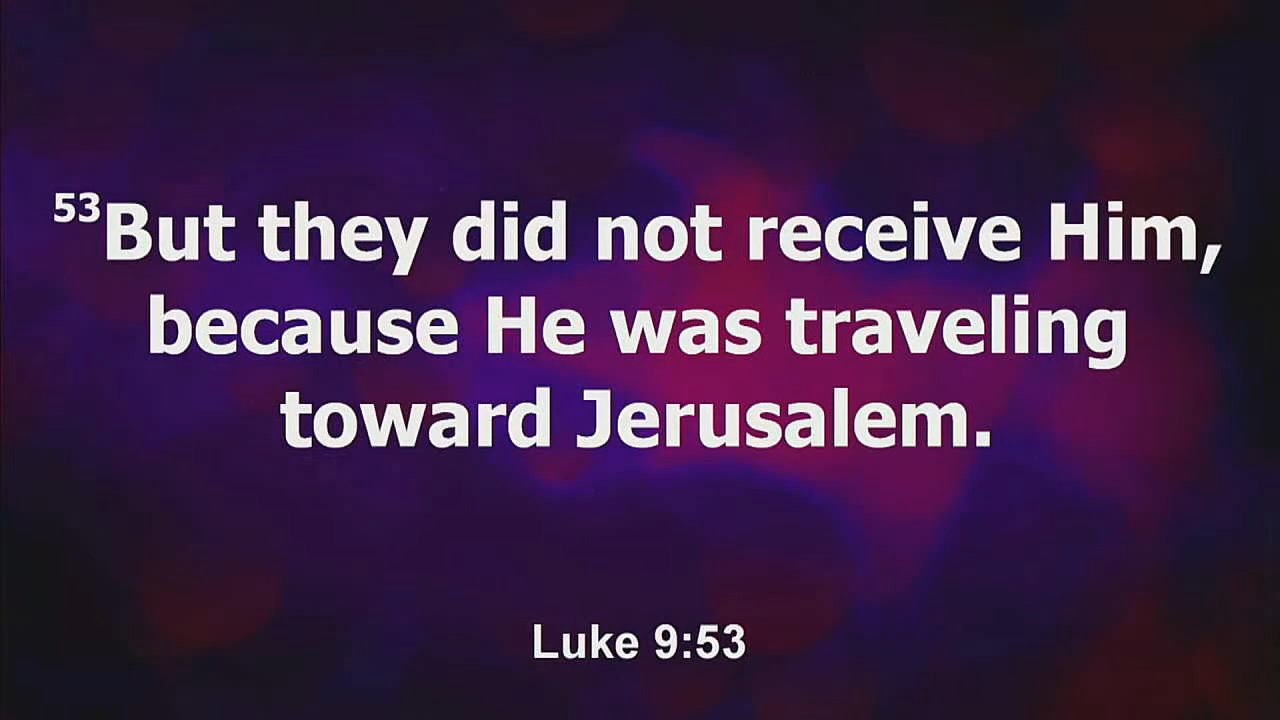 53But they did not receive Him,
because He was traveling
toward Jerusalem.
Luke 9:53